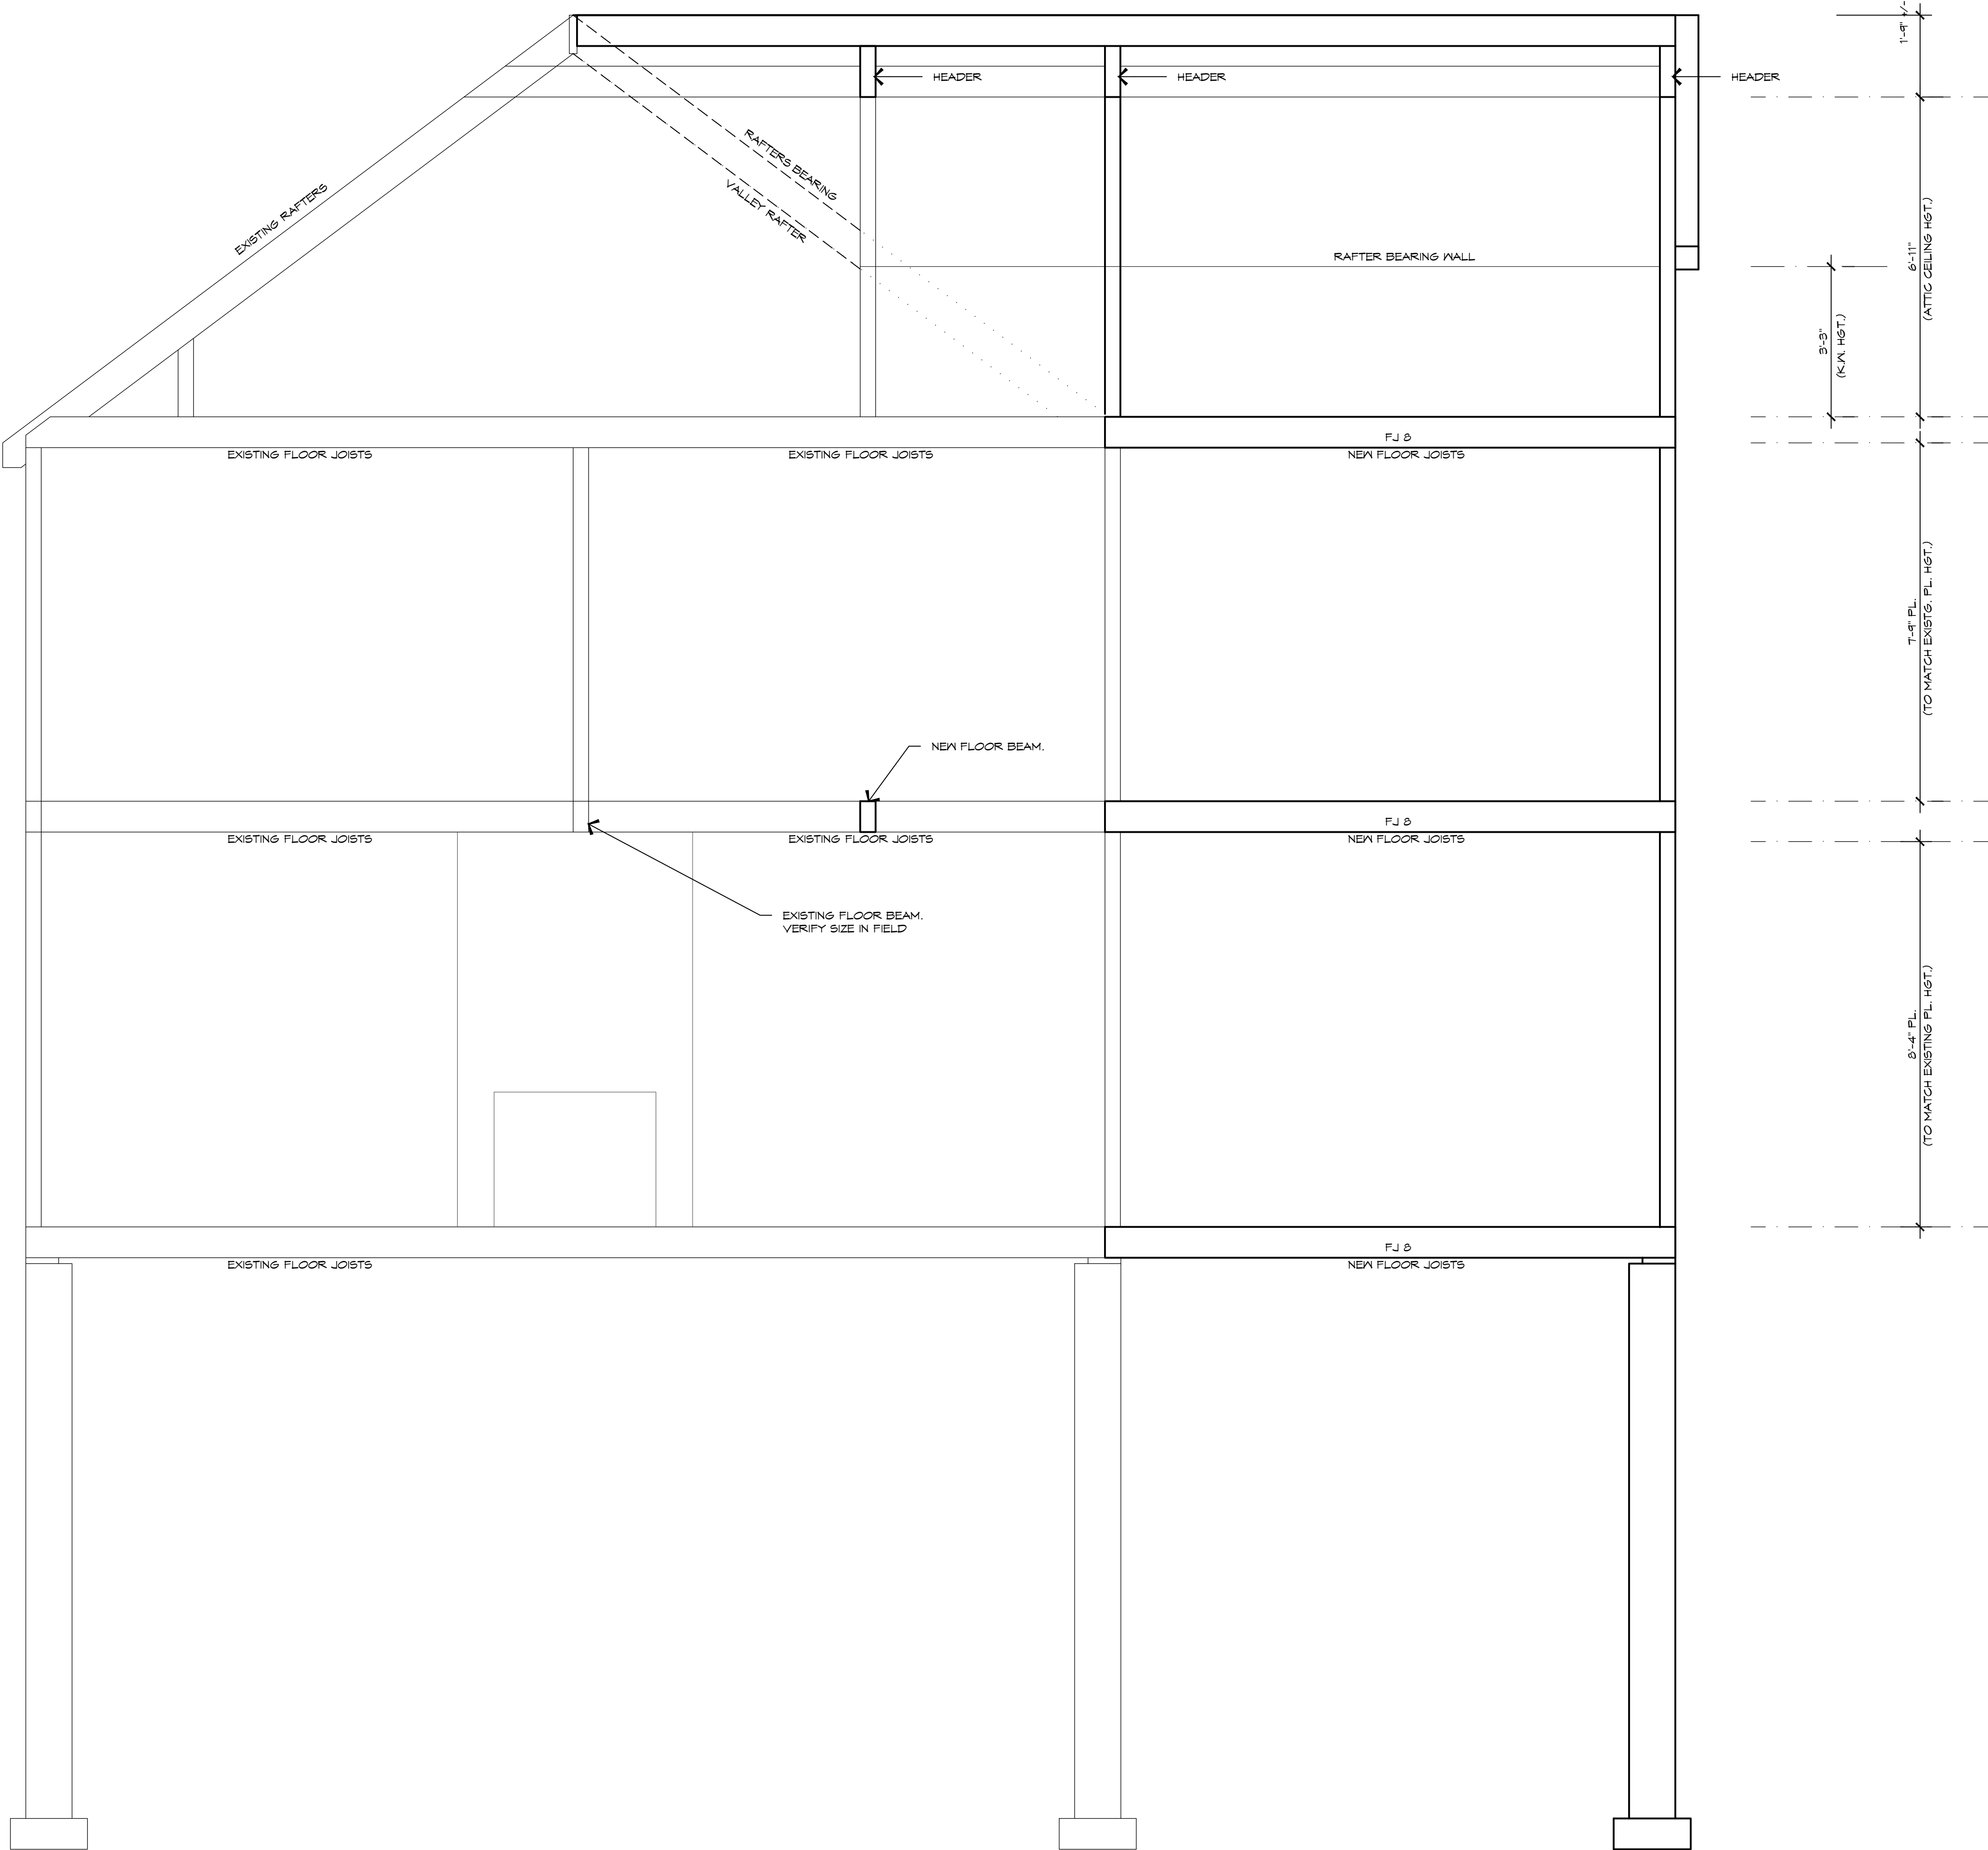 1'-9" +/-
HEADER
HEADER
HEADER
RAFTERS BEARING
VALLEY RAFTER
EXISTING RAFTERS
6'-11"
(ATTIC CEILING HGT.)
RAFTER BEARING WALL
3'-3"
(K.W. HGT.)
FJ 8
EXISTING FLOOR JOISTS
EXISTING FLOOR JOISTS
NEW FLOOR JOISTS
7'-9" PL.
(TO MATCH EXISTG. PL. HGT.)
NEW FLOOR BEAM.
FJ 8
EXISTING FLOOR JOISTS
EXISTING FLOOR JOISTS
NEW FLOOR JOISTS
EXISTING FLOOR BEAM.
VERIFY SIZE IN FIELD
8'-4" PL.
(TO MATCH EXISTING PL. HGT.)
FJ 8
EXISTING FLOOR JOISTS
NEW FLOOR JOISTS